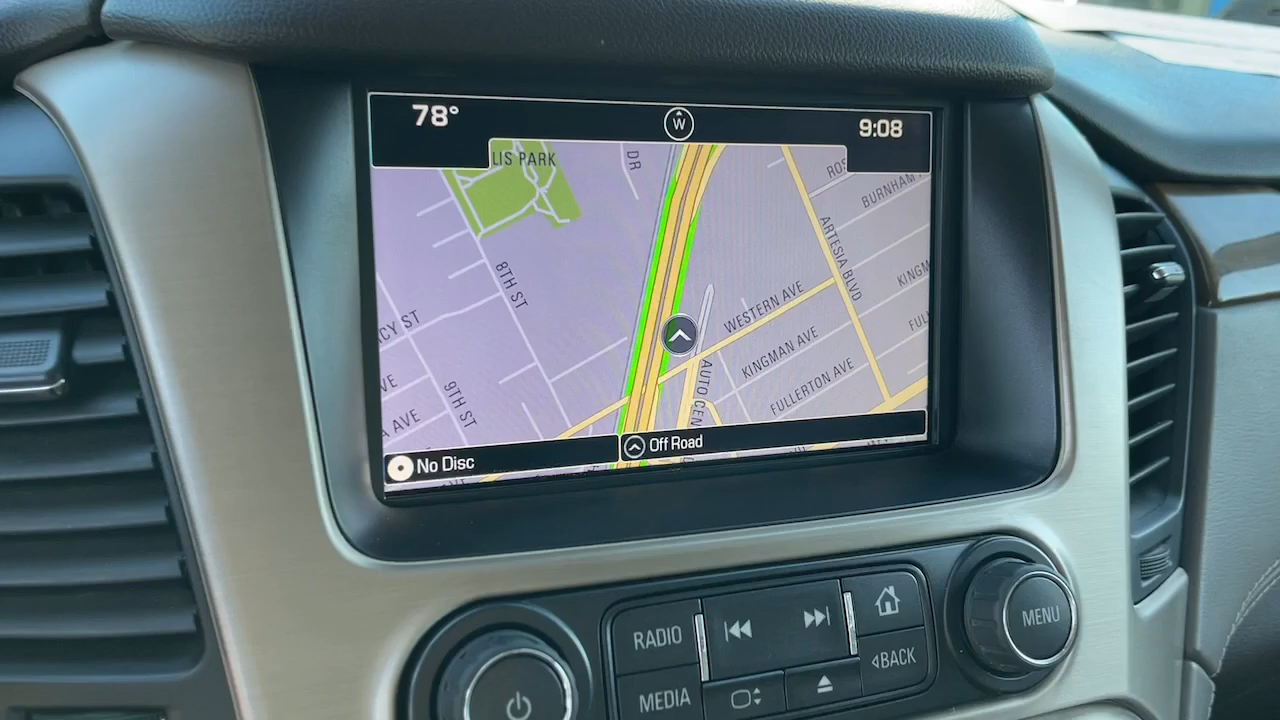 78°
W
9:08
LIS PARK
DR
ROS
BURNHAM
8TH ST
ARTESIA BLVD
KINGM
CY ST
WESTERN AVE
FUL
KINGMAN AVE
VE
9TH ST
AUTO CEN
FULLERTON AVE
A AVE
Off Road
No Disc
RADIO
MENU
BACK
MEDIA